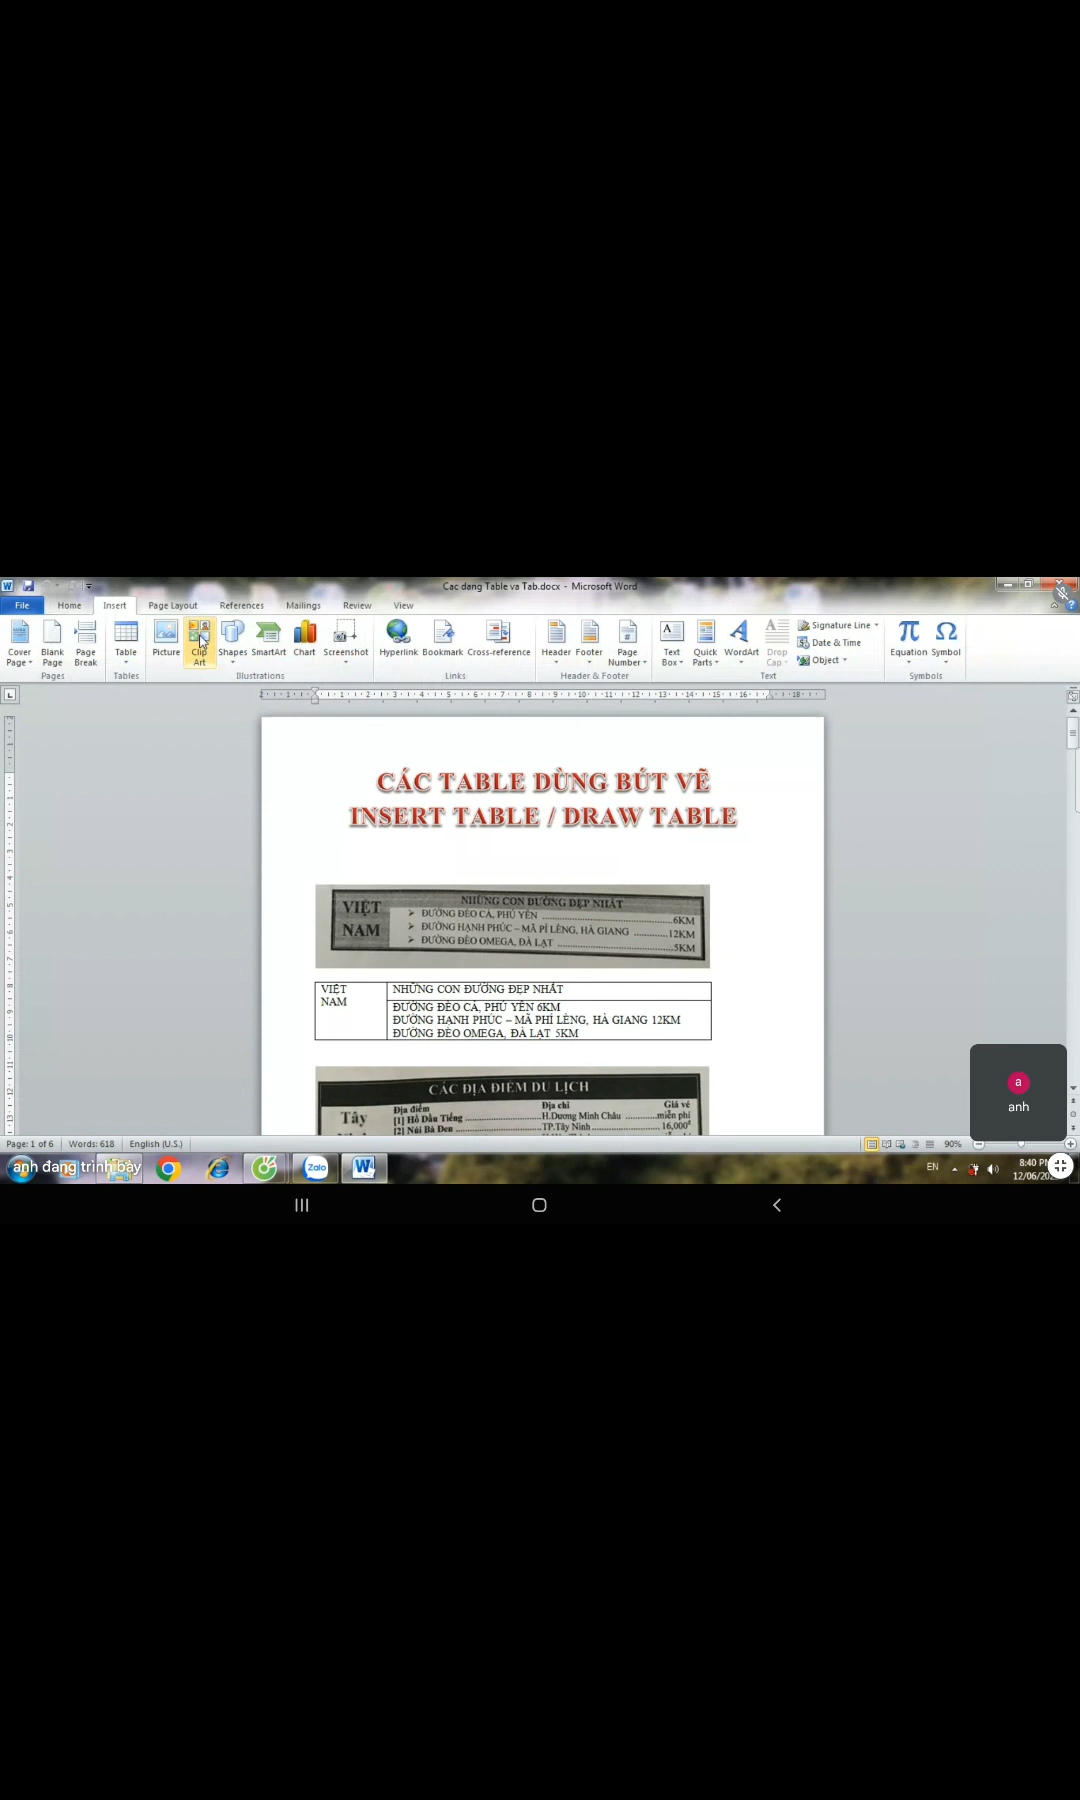 Cac dang Table va Tab.docx - Microsoft Word
File Home Insert Page Layout References Mailings Review View
Cover Page Blank Page Page Break Table Picture Clip Art Shapes SmartArt Chart Screenshot Hyperlink Bookmark Cross-reference Header Footer Page Number Text Box Quick Parts WordArt Drop Cap Signature Line Date & Time Object Equation Symbol
Pages Tables Illustrations Links Header & Footer Text Symbols
CÁC TABLE DÙNG BÚT VẼ
INSERT TABLE / DRAW TABLE
VIỆT NAM
NHỮNG CON ĐƯỜNG ĐẸP NHẤT
ĐƯỜNG ĐÈO CẢ, PHÚ YÊN 6KM
ĐƯỜNG HẠNH PHÚC – MÃ PÌ LÈNG, HÀ GIANG 12KM
ĐƯỜNG ĐÈO OMEGA, ĐÀ LẠT 5KM
VIỆT NAM
NHỮNG CON ĐƯỜNG ĐẸP NHẤT
ĐƯỜNG ĐÈO CẢ, PHÚ YÊN 6KM
ĐƯỜNG HẠNH PHÚC – MÃ PHÌ LÈNG, HÀ GIANG 12KM
ĐƯỜNG ĐÈO OMEGA, ĐÀ LẠT 5KM
CÁC ĐỊA ĐIỂM DU LỊCH
Tây
Địa điểm Địa chỉ Giá vé
[1] Hồ Dầu Tiếng H.Dương Minh Châu miễn phí
[2] Núi Bà Đen TP.Tây Ninh 16,000đ
a
anh
Page: 1 of 6 Words: 618 English (U.S.) 90%
anh đang trình bày
Zalo
EN
8:40
12/06/